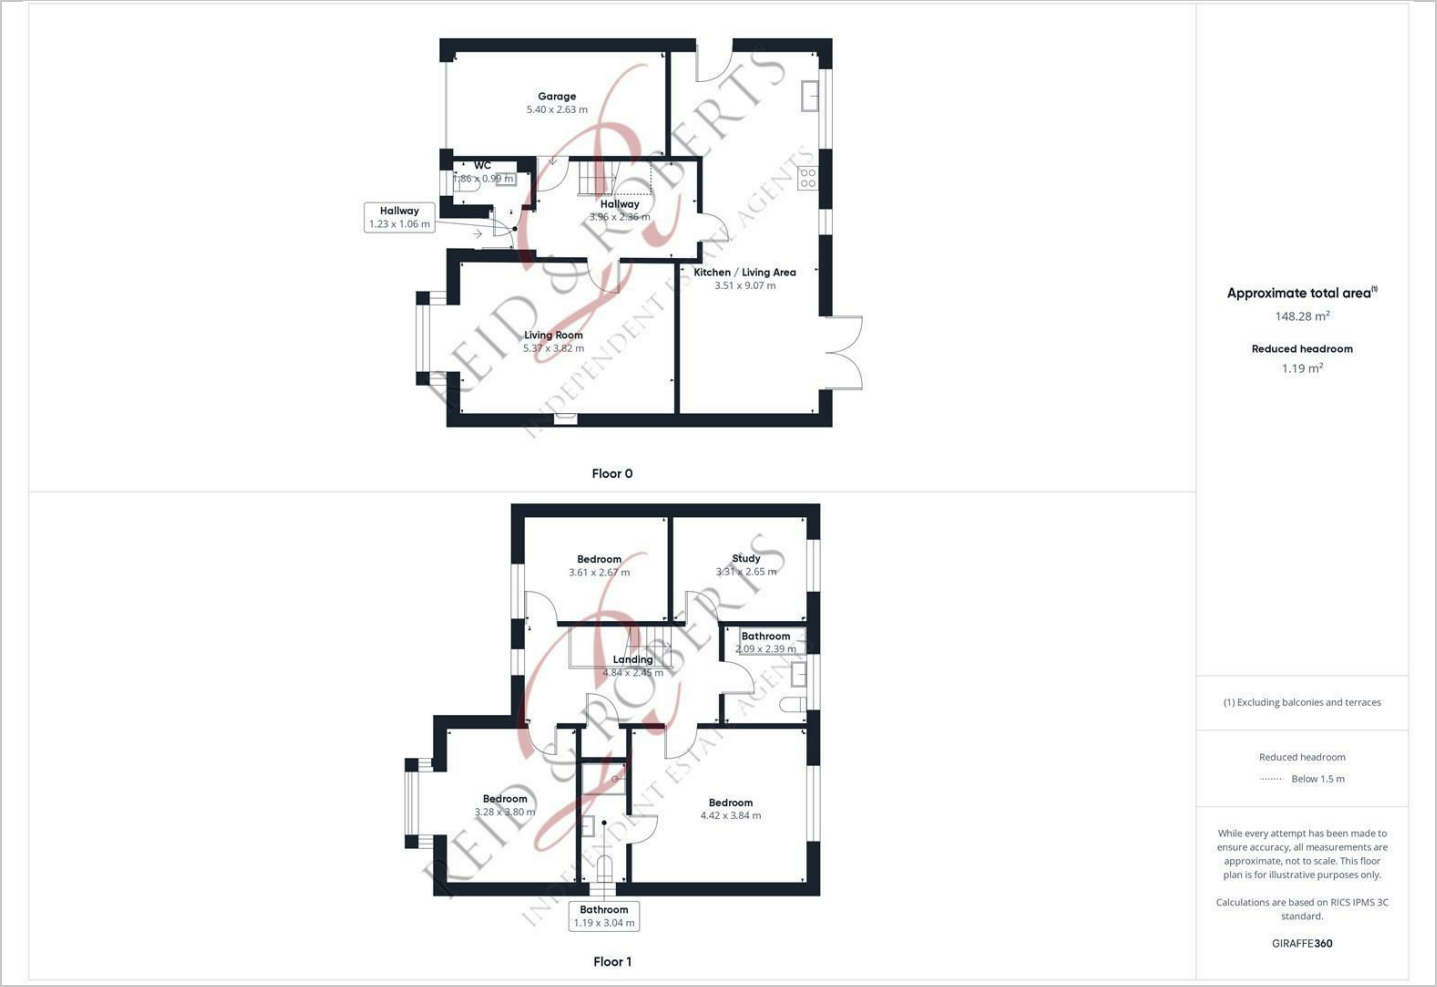 Garage
5.40 x 2.63 m
WC
1.86 x 0.99 m
Hallway
1.23 x 1.06 m
Hallway
3.96 x 2.36 m
Kitchen / Living Area
3.51 x 9.07 m
Living Room
5.37 x 3.82 m
REID & ROBERTS
INDEPENDENT ESTATE AGENTS
Floor 0
Bedroom
3.61 x 2.67 m
Study
3.31 x 2.65 m
Bathroom
2.09 x 2.39 m
Landing
4.84 x 2.45 m
Bedroom
3.28 x 3.80 m
Bedroom
4.42 x 3.84 m
REID & ROBERTS
INDEPENDENT ESTATE AGENTS
Bathroom
1.19 x 3.04 m
Floor 1
Approximate total area(1)
148.28 m²
Reduced headroom
1.19 m²
(1) Excluding balconies and terraces
Reduced headroom
Below 1.5 m
While every attempt has been made to
ensure accuracy, all measurements are
approximate, not to scale. This floor
plan is for illustrative purposes only.
Calculations are based on RICS IPMS 3C
standard.
GIRAFFE360